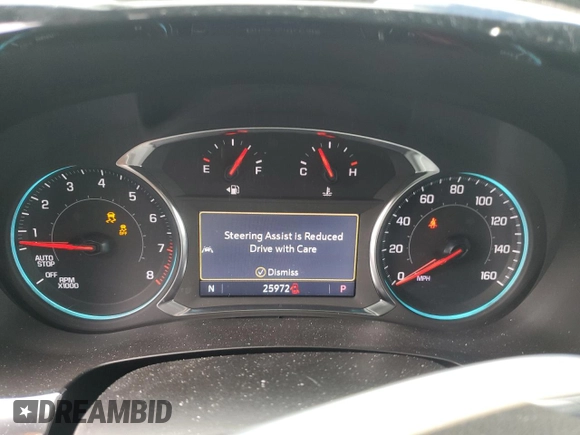 1 2 3 4 5 6 7 8
AUTO STOP
OFF
RPM X1000
E F
C H
Steering Assist is Reduced
Drive with Care
Dismiss
N 25972 P
0 20 40 60 80 100 120 140 160
MPH
DREAMBID